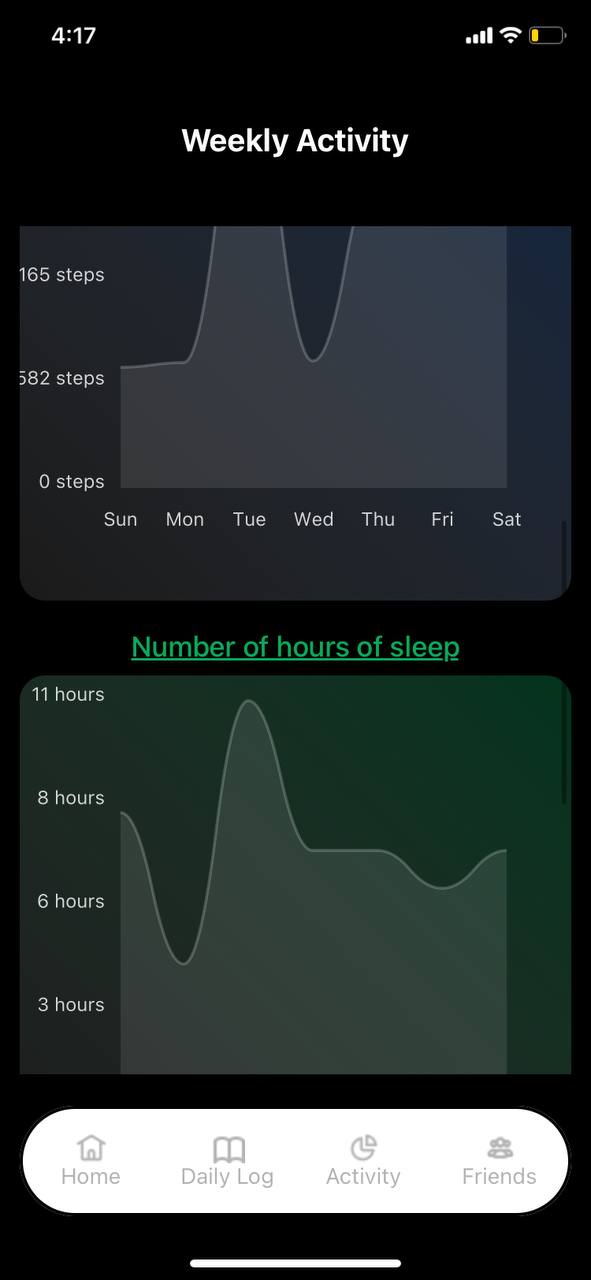 4:17
Weekly Activity
165 steps
582 steps
0 steps
Sun Mon Tue Wed Thu Fri Sat
Number of hours of sleep
11 hours
8 hours
6 hours
3 hours
Home Daily Log Activity Friends